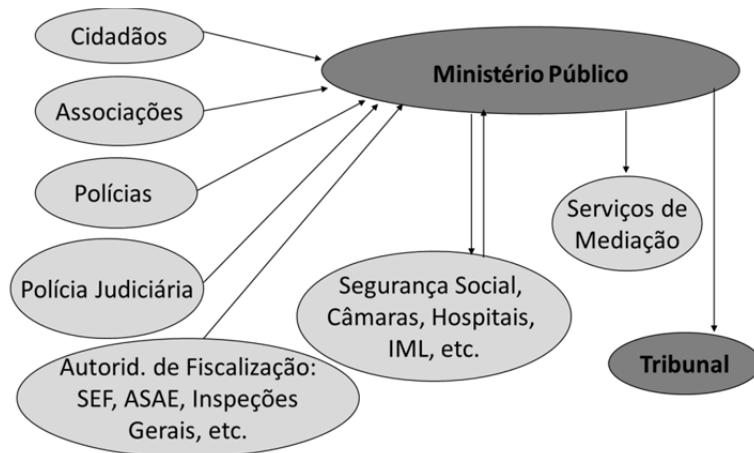 Cidadãos
Ministério Público
Associações
Polícias
Serviços de
Mediação
Polícia Judiciária
Segurança Social,
Câmaras, Hospitais,
IML, etc.
Autorid. de Fiscalização:
SEF, ASAE, Inspeções
Gerais, etc.
Tribunal